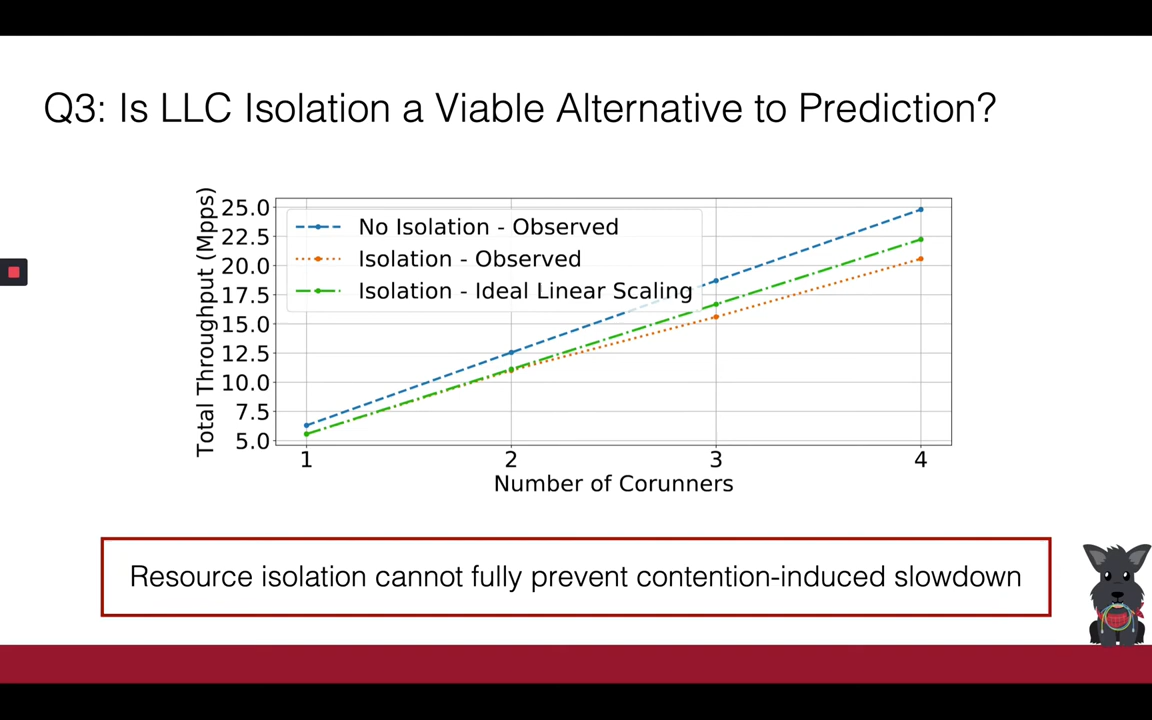 Q3: Is LLC Isolation a Viable Alternative to Prediction?
Total Throughput (Mpps)
25.0
22.5
20.0
17.5
15.0
12.5
10.0
7.5
5.0
No Isolation - Observed
Isolation - Observed
Isolation - Ideal Linear Scaling
1 2 3 4
Number of Corunners
Resource isolation cannot fully prevent contention-induced slowdown